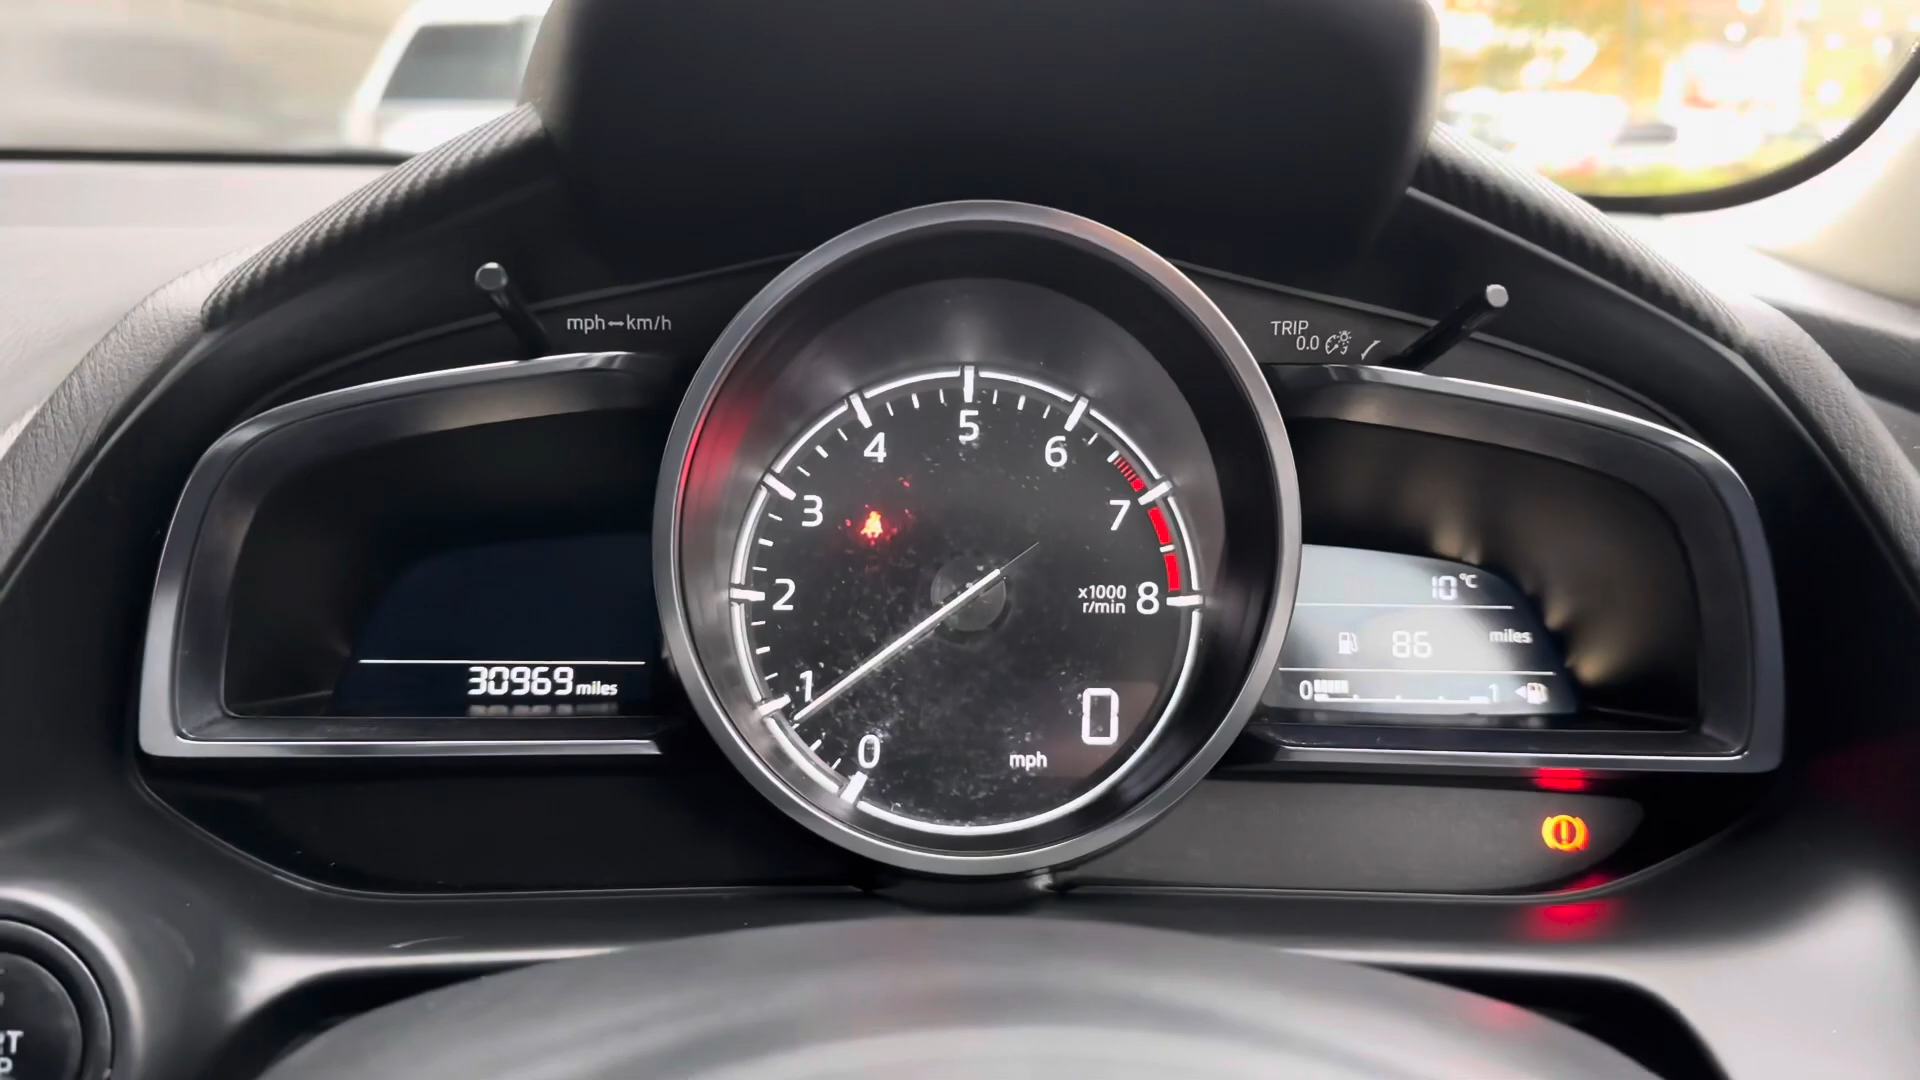 mph↔km/h
TRIP
0.0
5
4
6
3
7
2
x1000
r/min
8
1
0
0
mph
30969 miles
10°C
86 miles
0
1